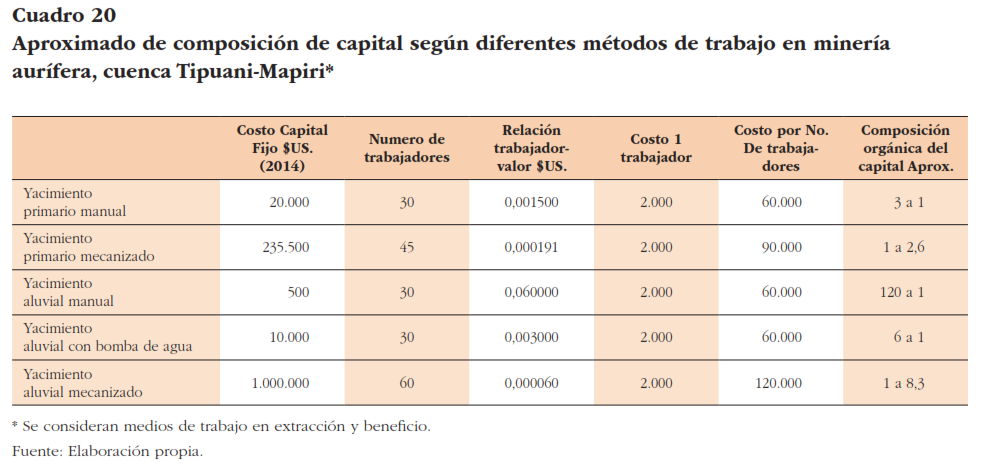 Cuadro 20
Aproximado de composición de capital según diferentes métodos de trabajo en minería
aurífera, cuenca Tipuani-Mapiri*
Costo Capital Fijo $US. (2014) Numero de trabajadores Relación trabajador-valor $US. Costo 1 trabajador Costo por No. De trabaja-dores Composición orgánica del capital Aprox.
Yacimiento
primario manual 20.000 30 0,001500 2.000 60.000 3 a 1
Yacimiento
primario mecanizado 235.500 45 0,000191 2.000 90.000 1 a 2,6
Yacimiento
aluvial manual 500 30 0,060000 2.000 60.000 120 a 1
Yacimiento
aluvial con bomba de agua 10.000 30 0,003000 2.000 60.000 6 a 1
Yacimiento
aluvial mecanizado 1.000.000 60 0,000060 2.000 120.000 1 a 8,3
* Se consideran medios de trabajo en extracción y beneficio.
Fuente: Elaboración propia.